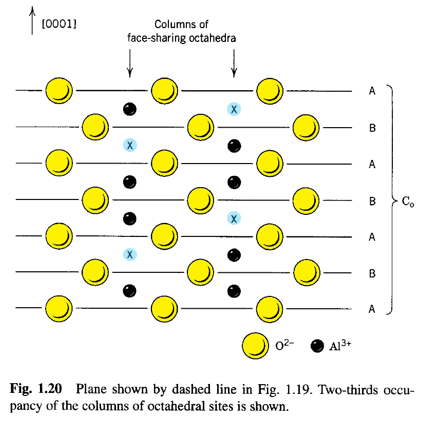 [0001]
Columns of
face-sharing octahedra
A
X
B
X
A
B
C₀
X
A
X
B
A
O²⁻ Al³⁺
Fig. 1.20 Plane shown by dashed line in Fig. 1.19. Two-thirds occu-
pancy of the columns of octahedral sites is shown.